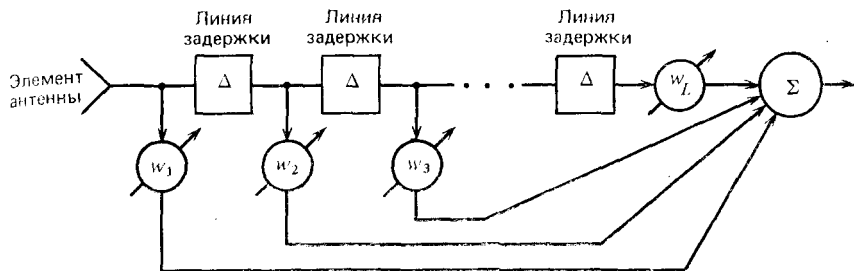 Линия
задержки
Линия
задержки
Линия
задержки
Элемент
антенны
Δ
Δ
. . .
Δ
w_L
Σ
w_1
w_2
w_3